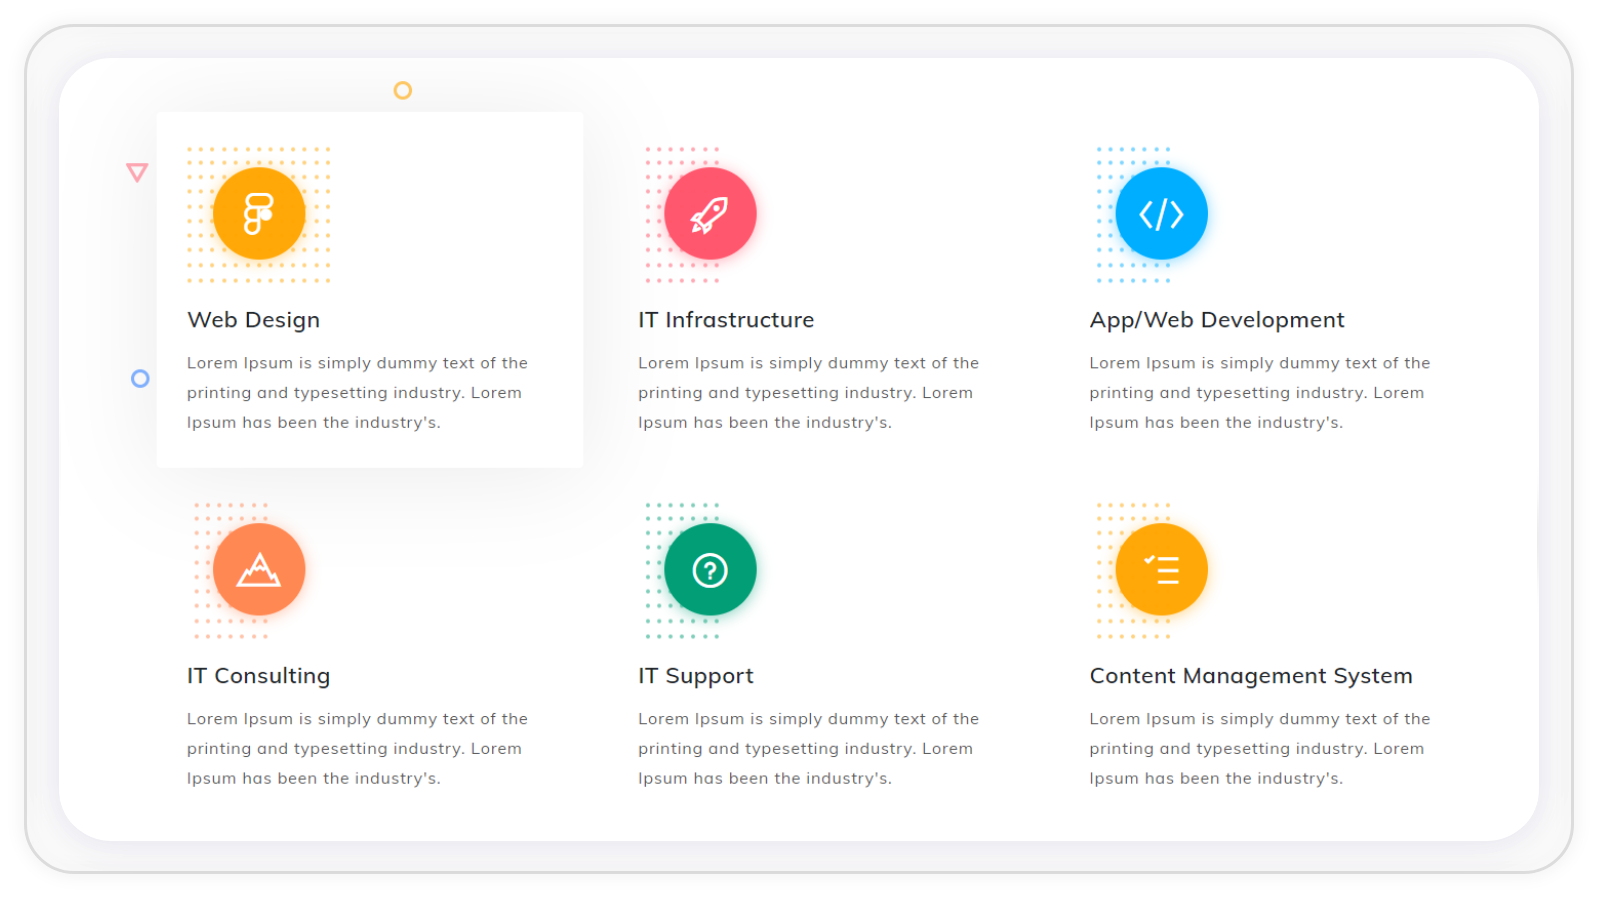 Web Design
Lorem Ipsum is simply dummy text of the
printing and typesetting industry. Lorem
Ipsum has been the industry's.
IT Infrastructure
Lorem Ipsum is simply dummy text of the
printing and typesetting industry. Lorem
Ipsum has been the industry's.
App/Web Development
Lorem Ipsum is simply dummy text of the
printing and typesetting industry. Lorem
Ipsum has been the industry's.
IT Consulting
Lorem Ipsum is simply dummy text of the
printing and typesetting industry. Lorem
Ipsum has been the industry's.
IT Support
Lorem Ipsum is simply dummy text of the
printing and typesetting industry. Lorem
Ipsum has been the industry's.
Content Management System
Lorem Ipsum is simply dummy text of the
printing and typesetting industry. Lorem
Ipsum has been the industry's.